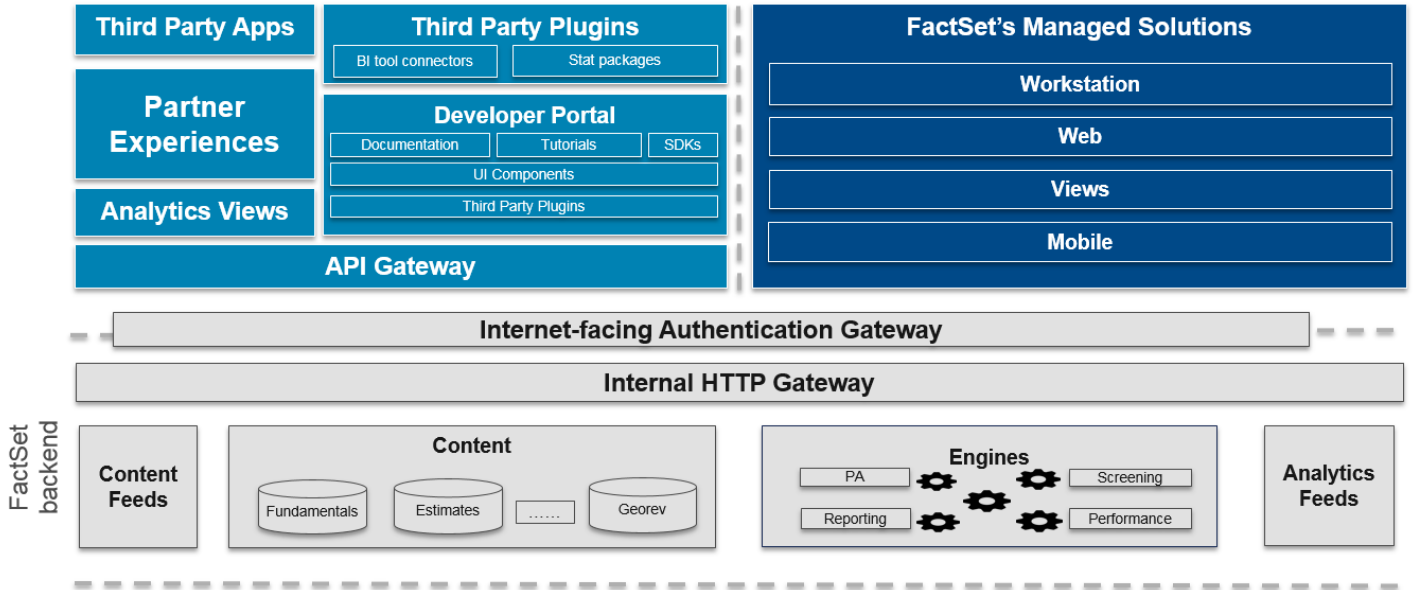 Third Party Apps
Partner
Experiences
Analytics Views
Third Party Plugins
BI tool connectors
Stat packages
Developer Portal
Documentation
Tutorials
SDKs
UI Components
Third Party Plugins
API Gateway
FactSet's Managed Solutions
Workstation
Web
Views
Mobile
Internet-facing Authentication Gateway
Internal HTTP Gateway
FactSet
backend
Content
Feeds
Content
Fundamentals
Estimates
......
Georev
Engines
PA
Screening
Reporting
Performance
Analytics
Feeds